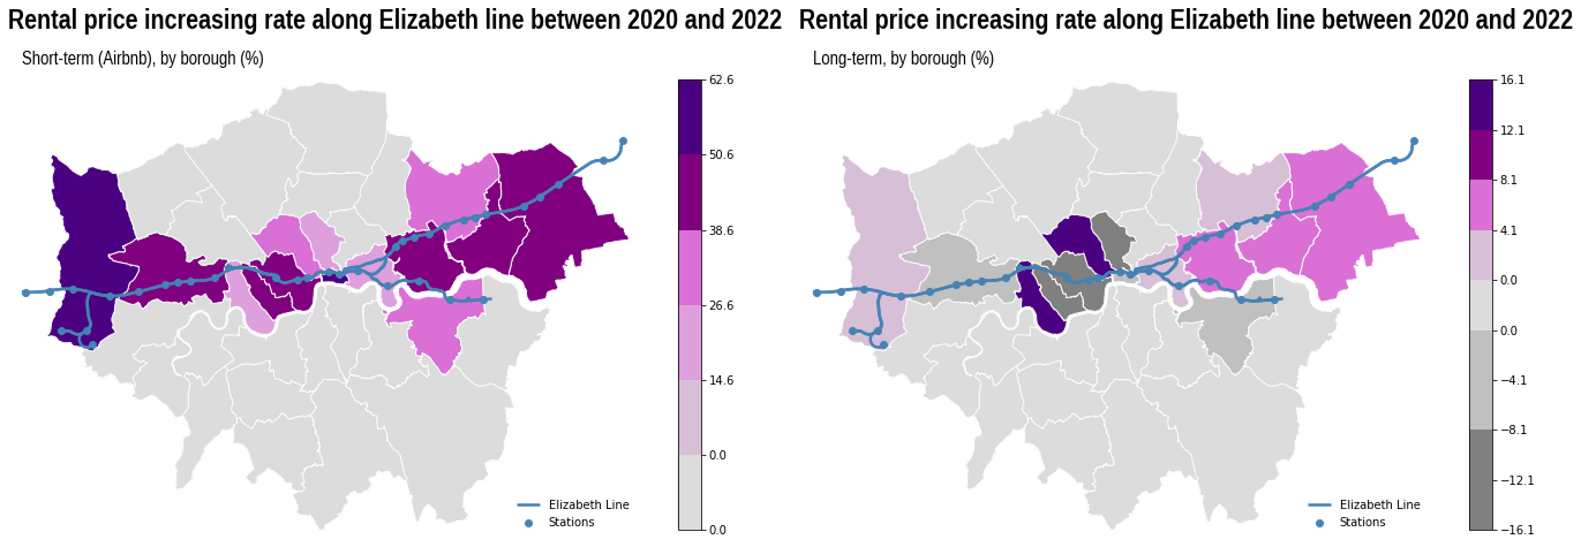 Rental price increasing rate along Elizabeth line between 2020 and 2022
Short-term (Airbnb), by borough (%)
62.6
50.6
38.6
26.6
14.6
0.0
0.0
Elizabeth Line
Stations
Rental price increasing rate along Elizabeth line between 2020 and 2022
Long-term, by borough (%)
16.1
12.1
8.1
4.1
0.0
0.0
−4.1
−8.1
−12.1
−16.1
Elizabeth Line
Stations